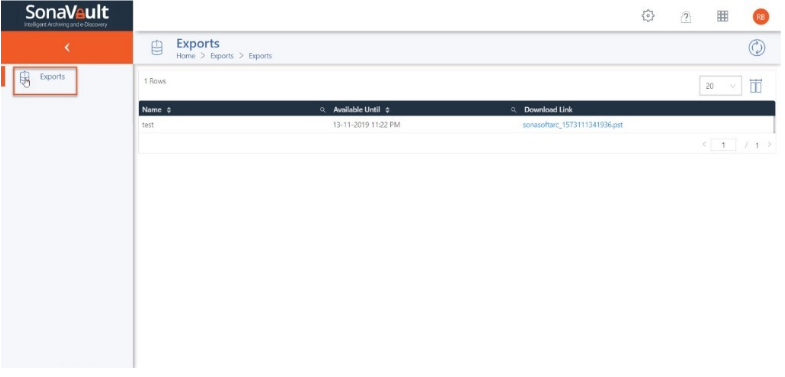 SonaVault
Intelligent Archiving and e-Discovery
RB
Exports
Home > Exports > Exports
Exports
1 Rows
20
Name
Available Until
Download Link
test
13-11-2019 11:22 PM
sonasoftarc_1573111341936.pst
< 1 / 1 >